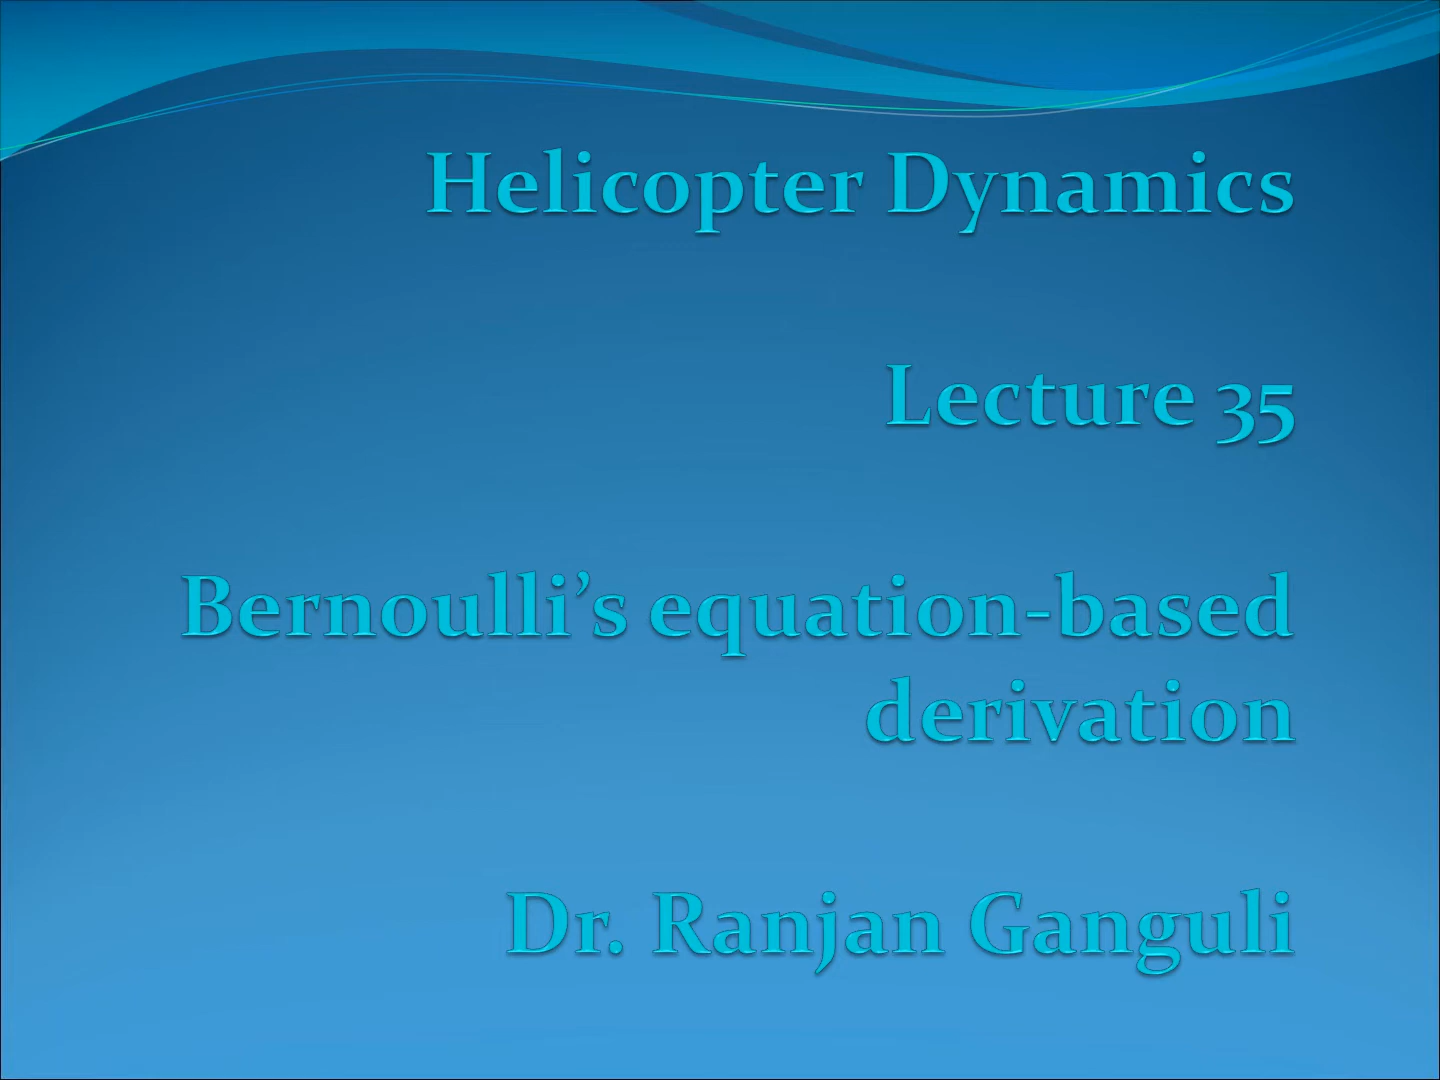 Helicopter Dynamics
Lecture 35
Bernoulli’s equation-based
derivation
Dr. Ranjan Ganguli